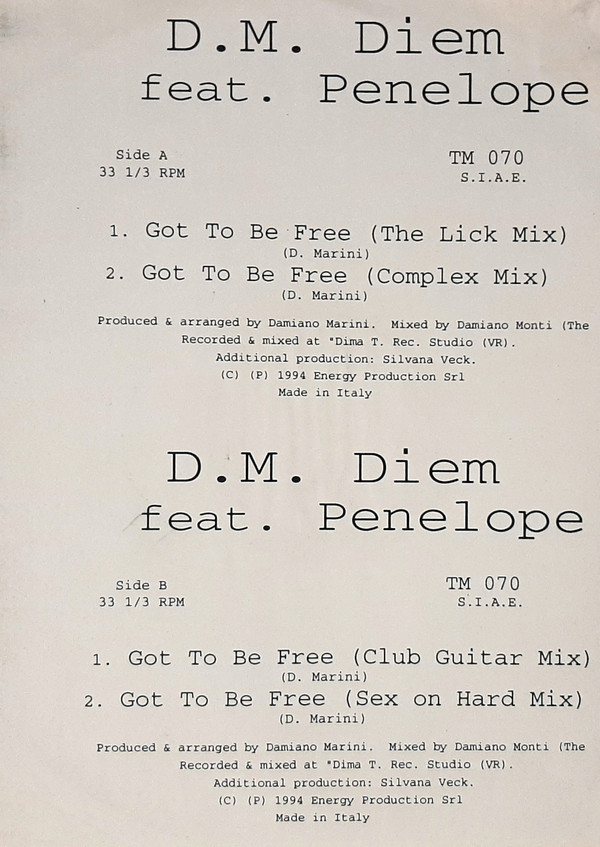 D.M. Diem
feat. Penelope
Side A
33 1/3 RPM
TM 070
S.I.A.E.
1. Got To Be Free (The Lick Mix)
(D. Marini)
2. Got To Be Free (Complex Mix)
(D. Marini)
Produced & arranged by Damiano Marini. Mixed by Damiano Monti (The
Recorded & mixed at "Dima T. Rec. Studio (VR).
Additional production: Silvana Veck.
(C) (P) 1994 Energy Production Srl
Made in Italy
D.M. Diem
feat. Penelope
Side B
33 1/3 RPM
TM 070
S.I.A.E.
1. Got To Be Free (Club Guitar Mix)
(D. Marini)
2. Got To Be Free (Sex on Hard Mix)
(D. Marini)
Produced & arranged by Damiano Marini. Mixed by Damiano Monti (The
Recorded & mixed at "Dima T. Rec. Studio (VR).
Additional production: Silvana Veck.
(C) (P) 1994 Energy Production Srl
Made in Italy